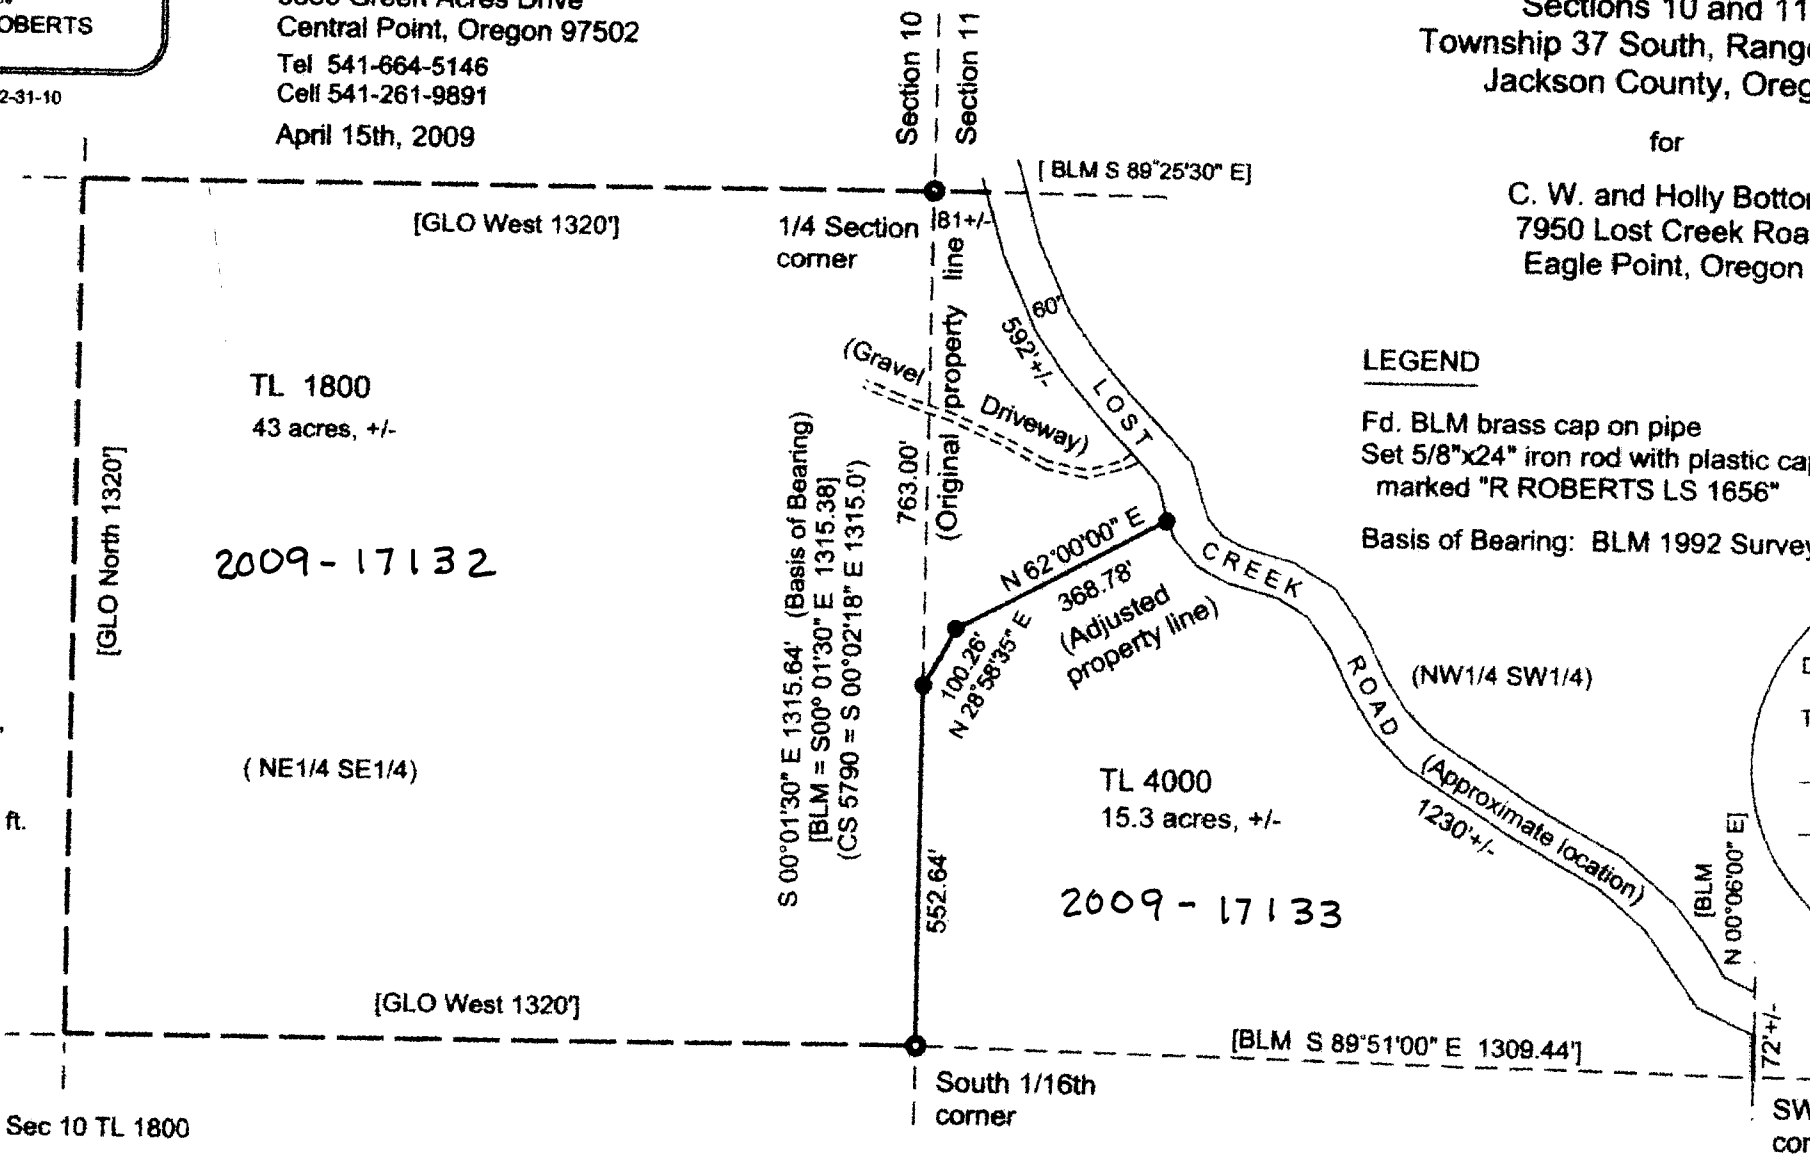 OBERTS
2-31-10
Central Point, Oregon 97502
Tel 541-664-5146
Cell 541-261-9891
April 15th, 2009
Section 10
Section 11
Sections 10 and 11
Township 37 South, Rang
Jackson County, Oreg
for
C. W. and Holly Botto
7950 Lost Creek Roa
Eagle Point, Oregon
[ BLM S 89°25'30" E]
[GLO West 1320']
1/4 Section
corner
81+/-
60'
592'+/-
(Gravel
Driveway)
(Original property line
763.00'
TL 1800
43 acres, +/-
[GLO North 1320']
2009-17132
S 00°01'30" E 1315.64' (Basis of Bearing)
[BLM = S00° 01'30" E 1315.38]
(CS 5790 = S 00°02'18" E 1315.0')
LEGEND
Fd. BLM brass cap on pipe
Set 5/8"x24" iron rod with plastic ca
marked "R ROBERTS LS 1656"
Basis of Bearing: BLM 1992 Survey
LOST
CREEK
ROAD
(Approximate location)
1230'+/-
N 62°00'00" E
368.78'
(Adjusted
property line)
100.26'
N 28°58'35" E
(NW1/4 SW1/4)
( NE1/4 SE1/4)
TL 4000
15.3 acres, +/-
ft.
552.64'
2009-17133
[BLM
N 00°06'00" E]
[GLO West 1320']
[BLM S 89°51'00" E 1309.44']
72'+/-
South 1/16th
corner
Sec 10 TL 1800
SW
cor